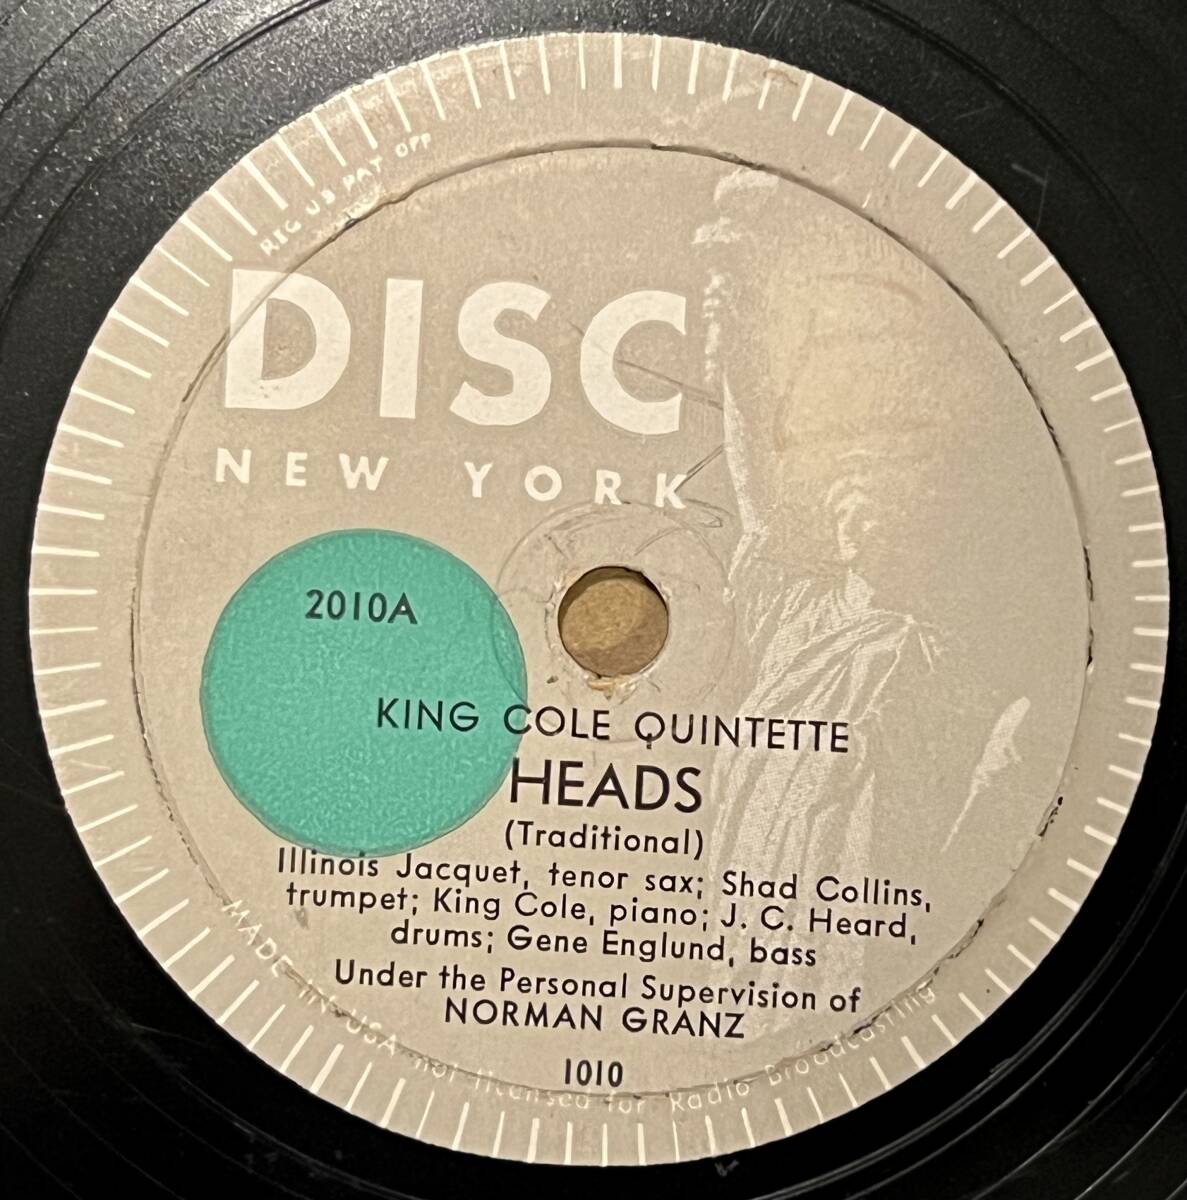 REG US PAT OFF
DISC
NEW YORK
2010A
KING COLE QUINTETTE
HEADS
(Traditional)
Illinois Jacquet, tenor sax; Shad Collins,
trumpet; King Cole, piano; J. C. Heard,
drums; Gene Englund, bass
Under the Personal Supervision of
NORMAN GRANZ
1010
MADE IN USA not licensed for Radio Broadcasting